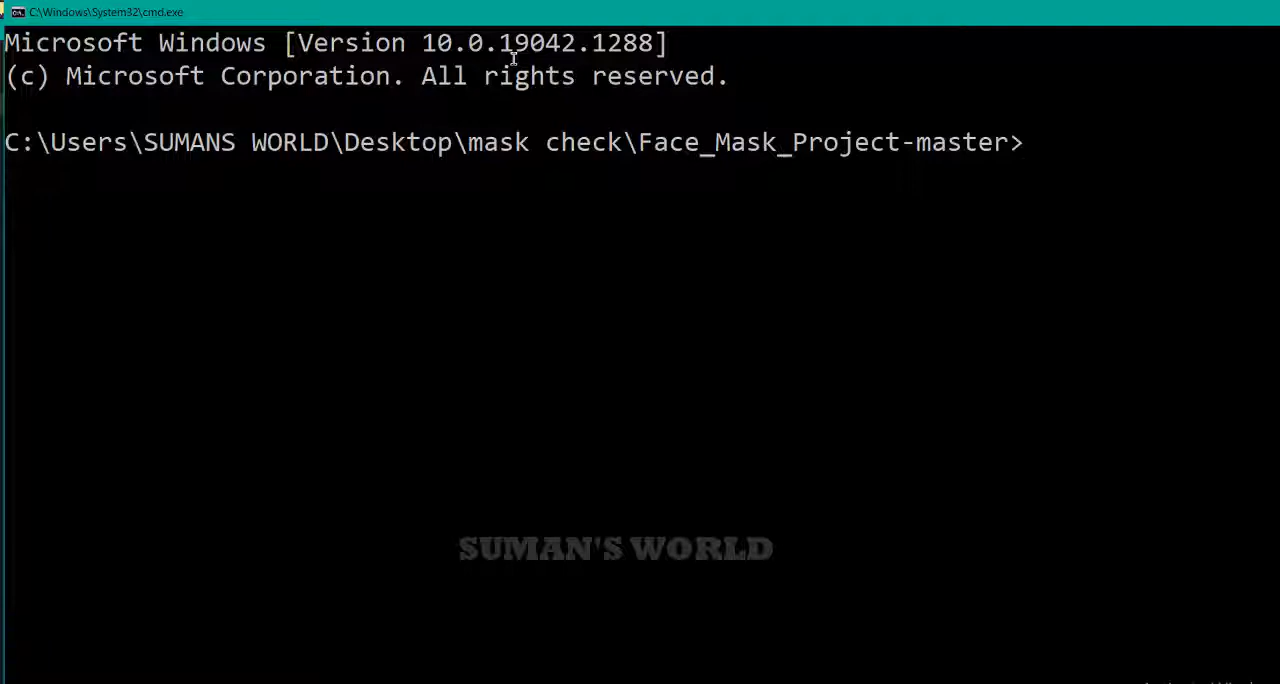 C:\Windows\System32\cmd.exe
Microsoft Windows [Version 10.0.19042.1288]
(c) Microsoft Corporation. All rights reserved.
C:\Users\SUMANS WORLD\Desktop\mask check\Face_Mask_Project-master>
SUMAN'S WORLD